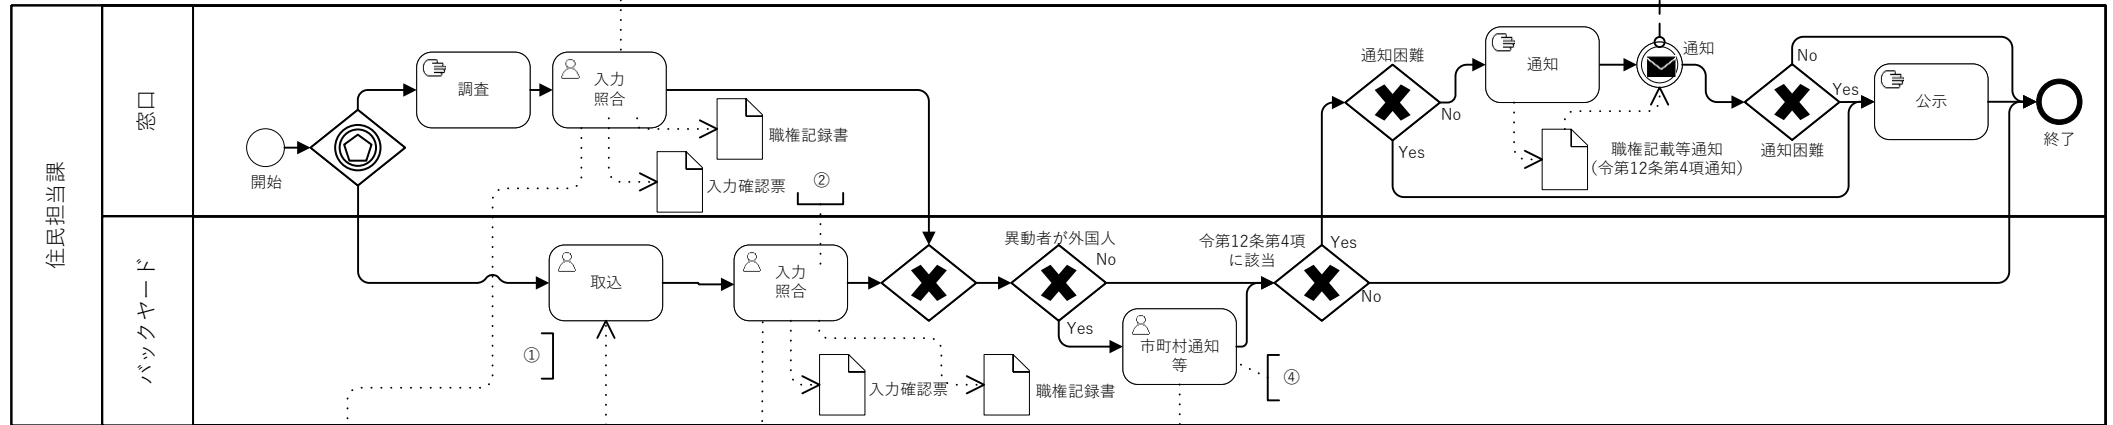 住民担当課
窓口
開始
調査
入力
照合
職権記録書
入力確認票
②
通知困難
No
Yes
通知
通知
職権記載等通知
(令第12条第4項通知)
No
Yes
通知困難
公示
終了
バックヤード
取込
①
入力
照合
入力確認票
職権記録書
異動者が外国人
No
Yes
市町村通知
等
④
令第12条第4項
に該当
Yes
No